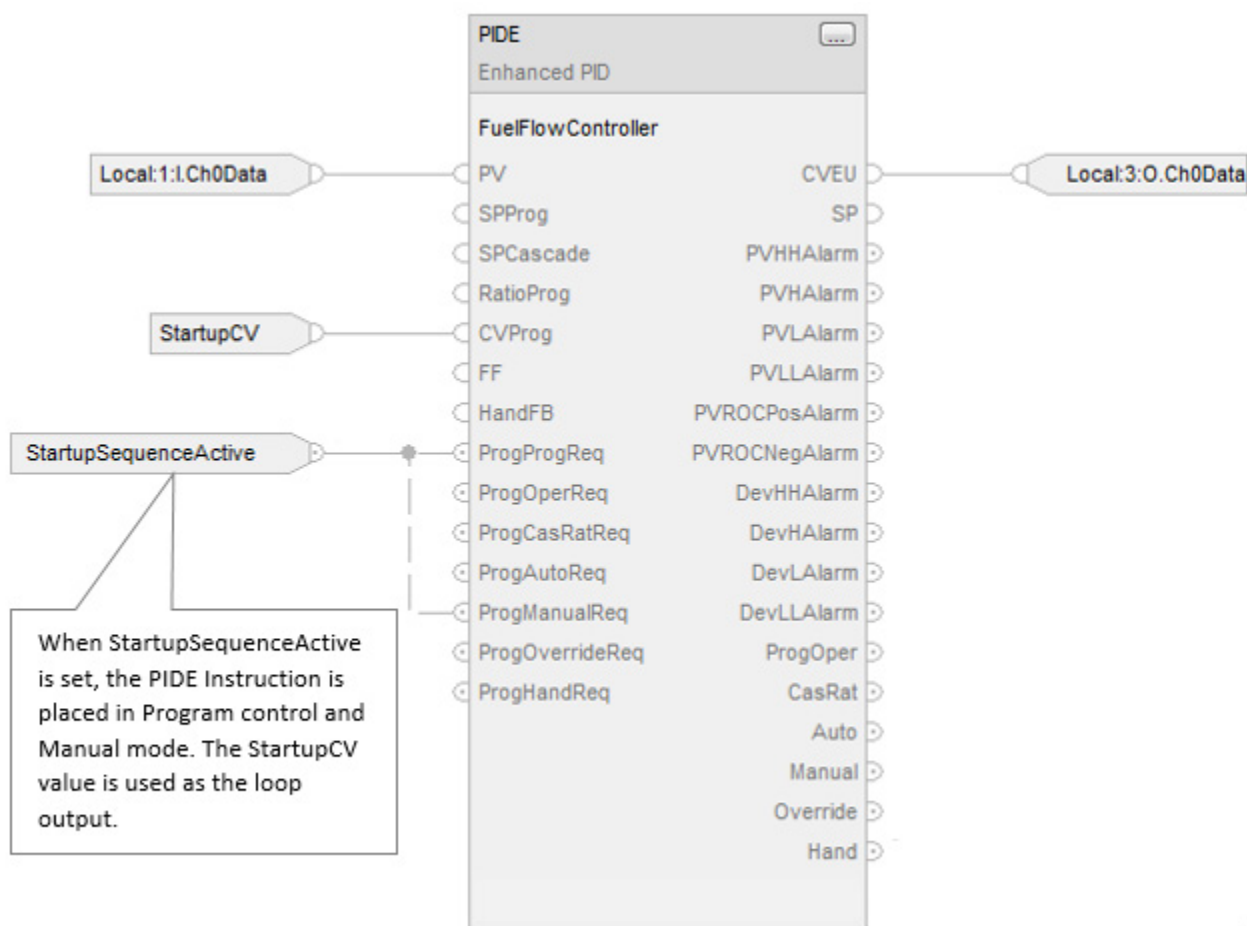 PIDE
...
Enhanced PID
FuelFlowController
Local:1:I.Ch0Data
PV
CVEU
Local:3:O.Ch0Data
SPProg
SP
SPCascade
PVHHAlarm
RatioProg
PVHAlarm
StartupCV
CVProg
PVLAlarm
FF
PVLLAlarm
HandFB
PVROCPosAlarm
StartupSequenceActive
ProgProgReq
PVROCNegAlarm
ProgOperReq
DevHHAlarm
ProgCasRatReq
DevHAlarm
ProgAutoReq
DevLAlarm
ProgManualReq
DevLLAlarm
ProgOverrideReq
ProgOper
ProgHandReq
CasRat
Auto
Manual
Override
Hand
When StartupSequenceActive
is set, the PIDE Instruction is
placed in Program control and
Manual mode. The StartupCV
value is used as the loop
output.